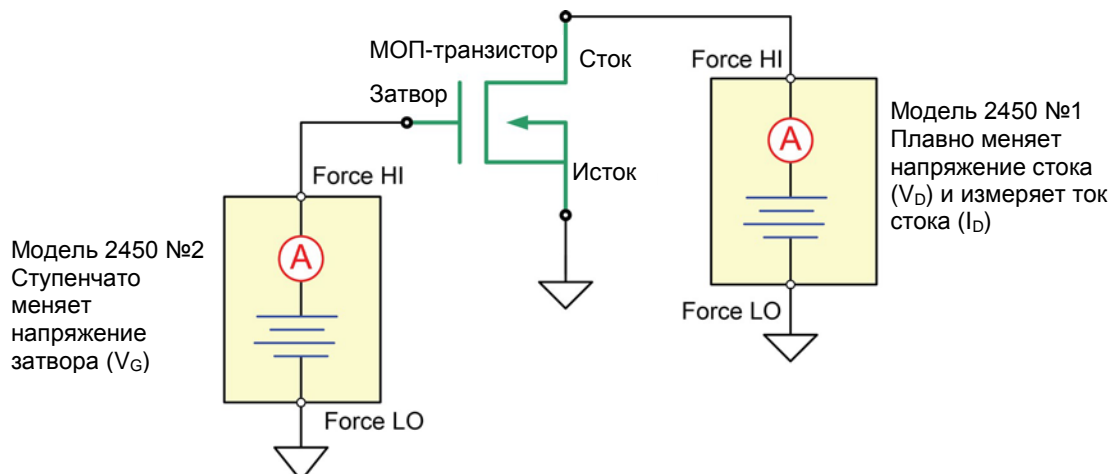 МОП-транзистор
Сток
Затвор
Исток
Force HI
A
Force LO
Модель 2450 №1
Плавно меняет
напряжение стока
(VD) и измеряет ток
стока (ID)
Force HI
A
Force LO
Модель 2450 №2
Ступенчато
меняет
напряжение
затвора (VG)